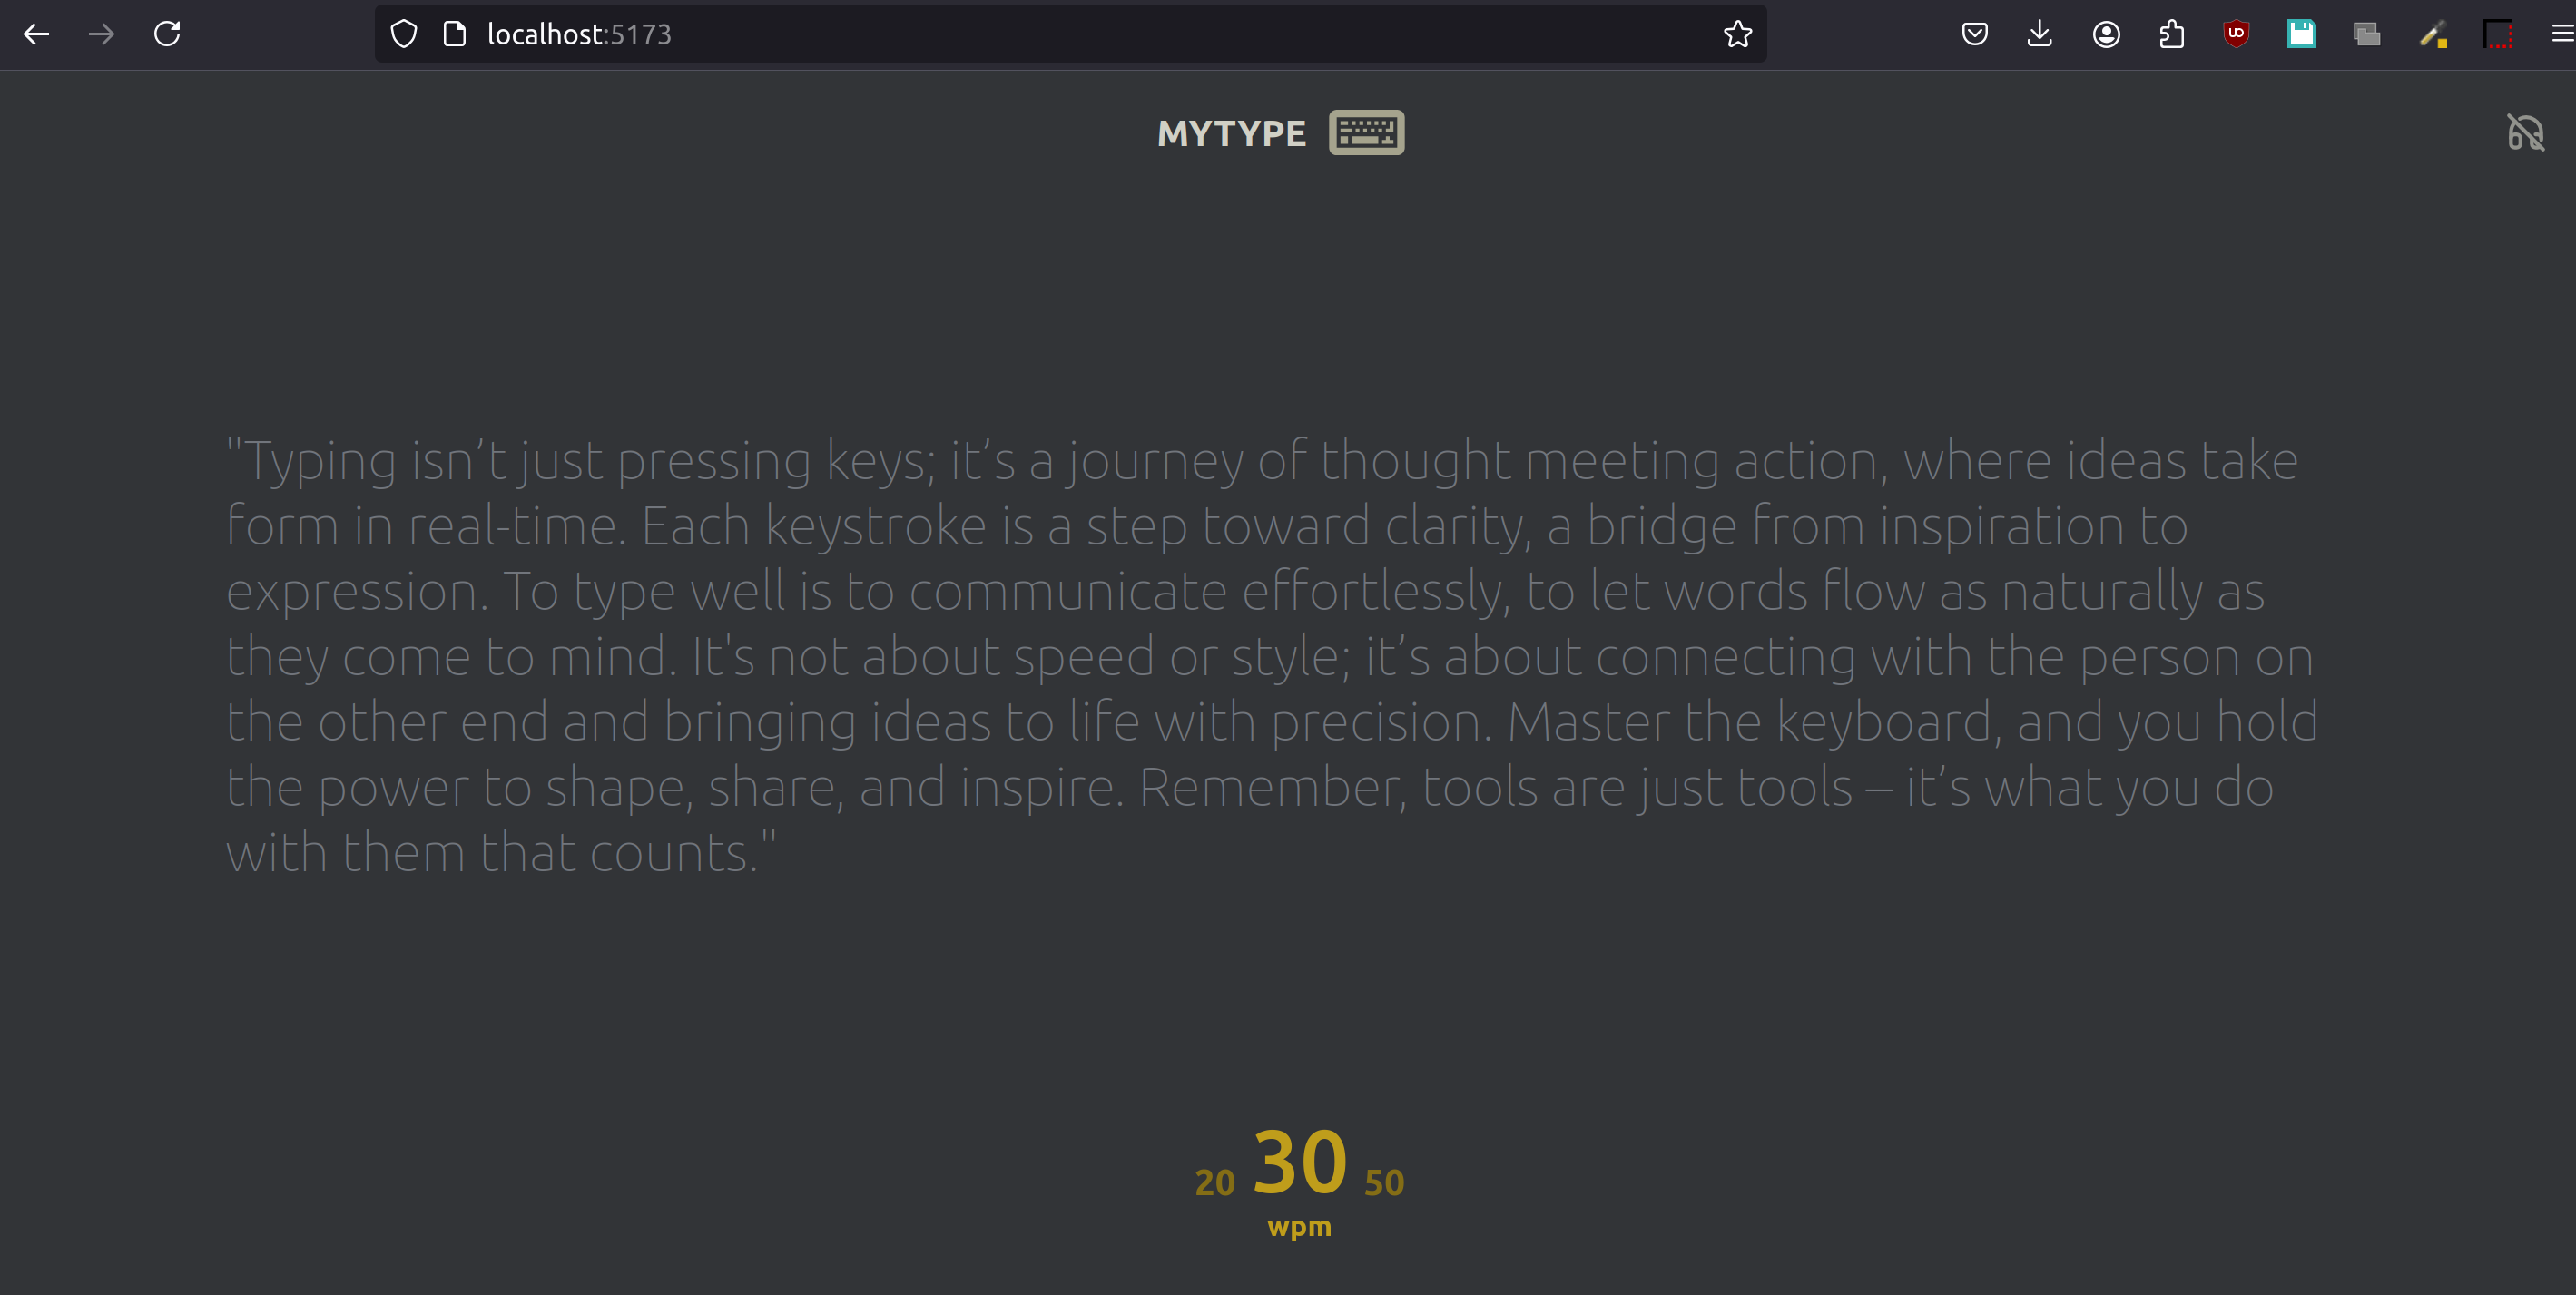 localhost:5173
MYTYPE
"Typing isn’t just pressing keys; it’s a journey of thought meeting action, where ideas take
form in real-time. Each keystroke is a step toward clarity, a bridge from inspiration to
expression. To type well is to communicate effortlessly, to let words flow as naturally as
they come to mind. It's not about speed or style; it’s about connecting with the person on
the other end and bringing ideas to life with precision. Master the keyboard, and you hold
the power to shape, share, and inspire. Remember, tools are just tools – it’s what you do
with them that counts."
20 30 50
wpm